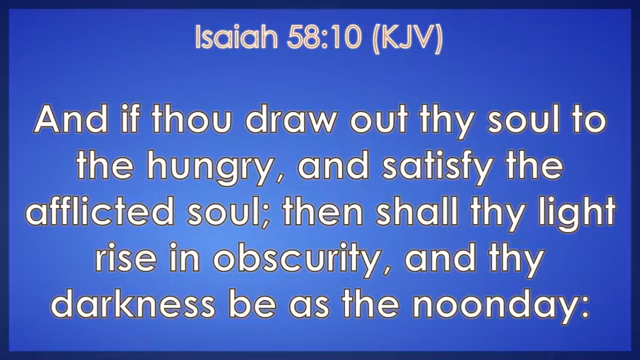 Isaiah 58:10 (KJV)
And if thou draw out thy soul to
the hungry, and satisfy the
afflicted soul; then shall thy light
rise in obscurity, and thy
darkness be as the noonday: